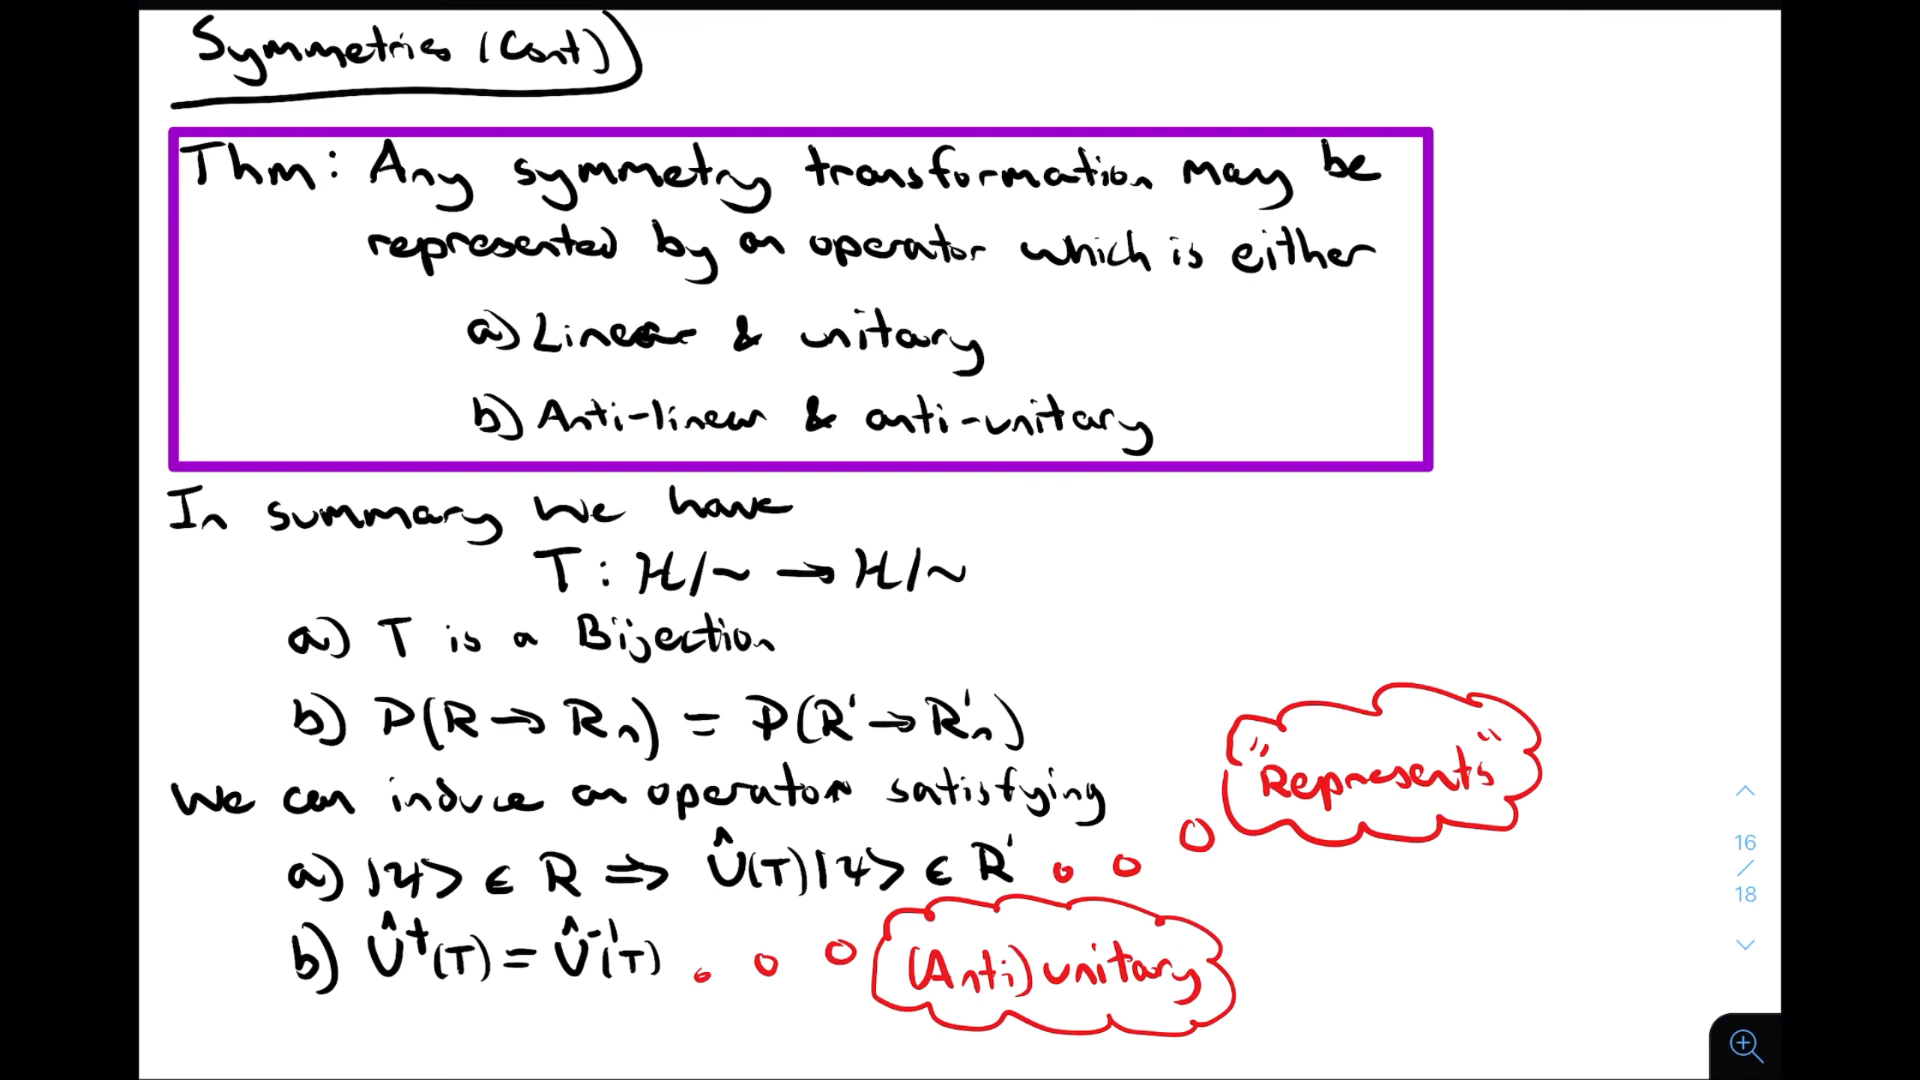 Symmetries (Cont)
Thm: Any symmetry transformation may be
represented by an operator which is either
a) Linear & unitary
b) Anti-linear & anti-unitary
In summary we have
T : H/~ → H/~
a) T is a Bijection
b) P(R → Rₙ) = P(R' → R'ₙ)
We can induce an operator satisfying
"Represents"
a) |ψ> ∈ R ⇒ Û(T)|ψ> ∈ R'
b) Û†(T) = Û⁻¹(T)
(Anti) unitary
16
/
18